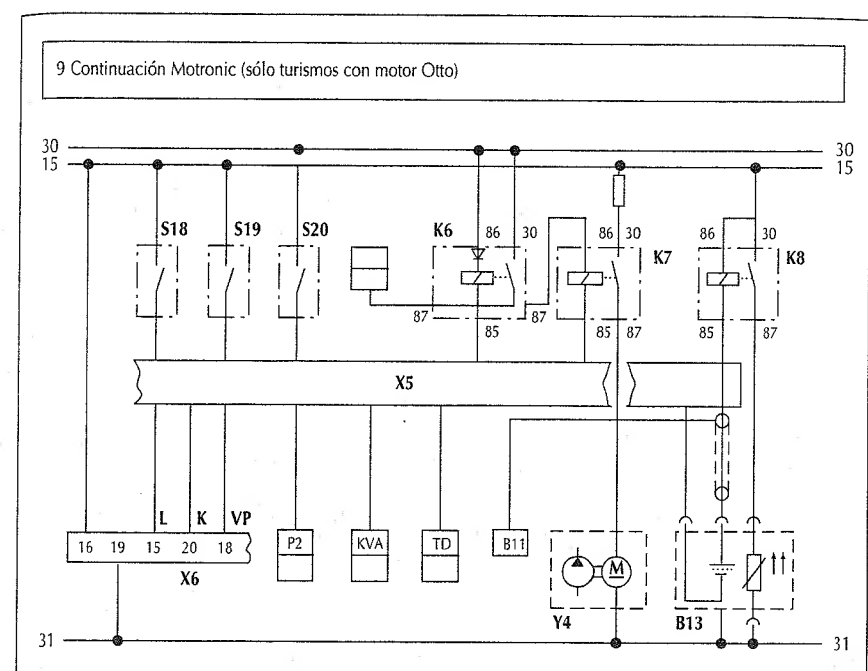 9 Continuación Motronic (sólo turismos con motor Otto)
30 30
15 15
S18 S19 S20 K6 86 30 86 30 K7 86 30 K8
87 85 87 85 87 85 87
X5
L K VP
16 19 15 20 18 P2 KVA TD B11
X6 M
Y4 B13
31 31